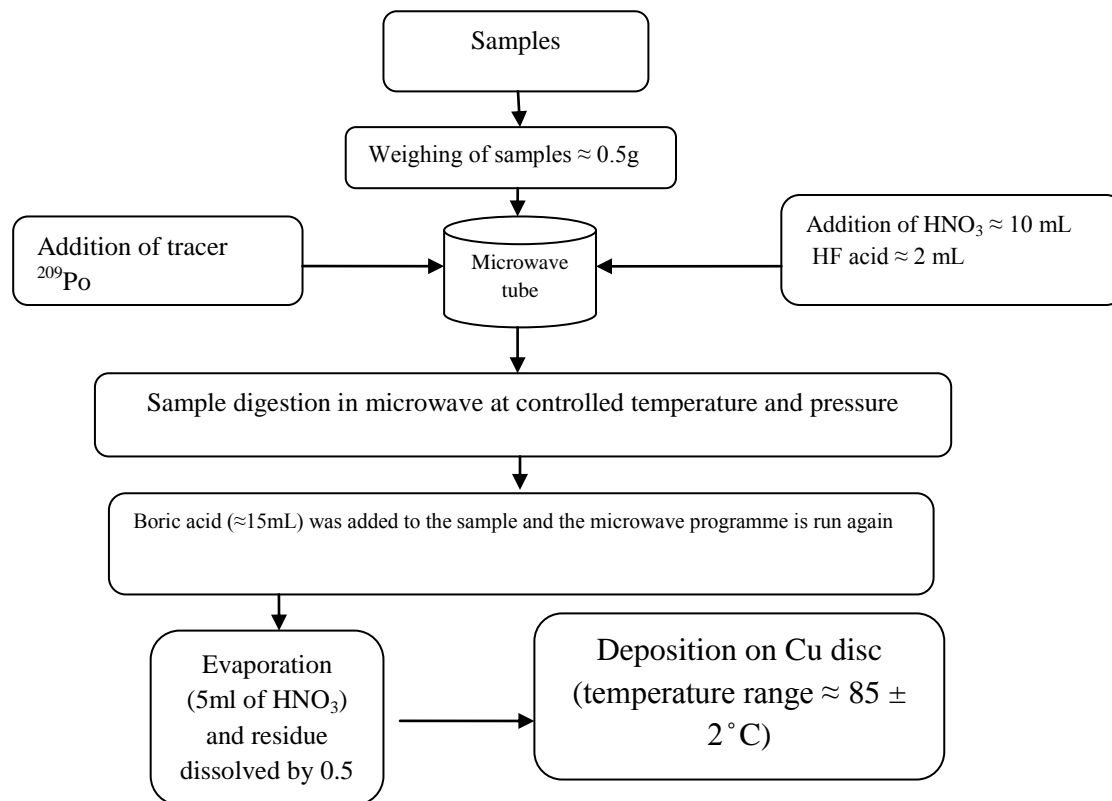 Samples
Weighing of samples ≈ 0.5g
Addition of tracer
²⁰⁹Po
Microwave
tube
Addition of HNO₃ ≈ 10 mL
HF acid ≈ 2 mL
Sample digestion in microwave at controlled temperature and pressure
Boric acid (≈15mL) was added to the sample and the microwave programme is run again
Evaporation
(5ml of HNO₃)
and residue
dissolved by 0.5
Deposition on Cu disc
(temperature range ≈ 85 ±
2˚C)